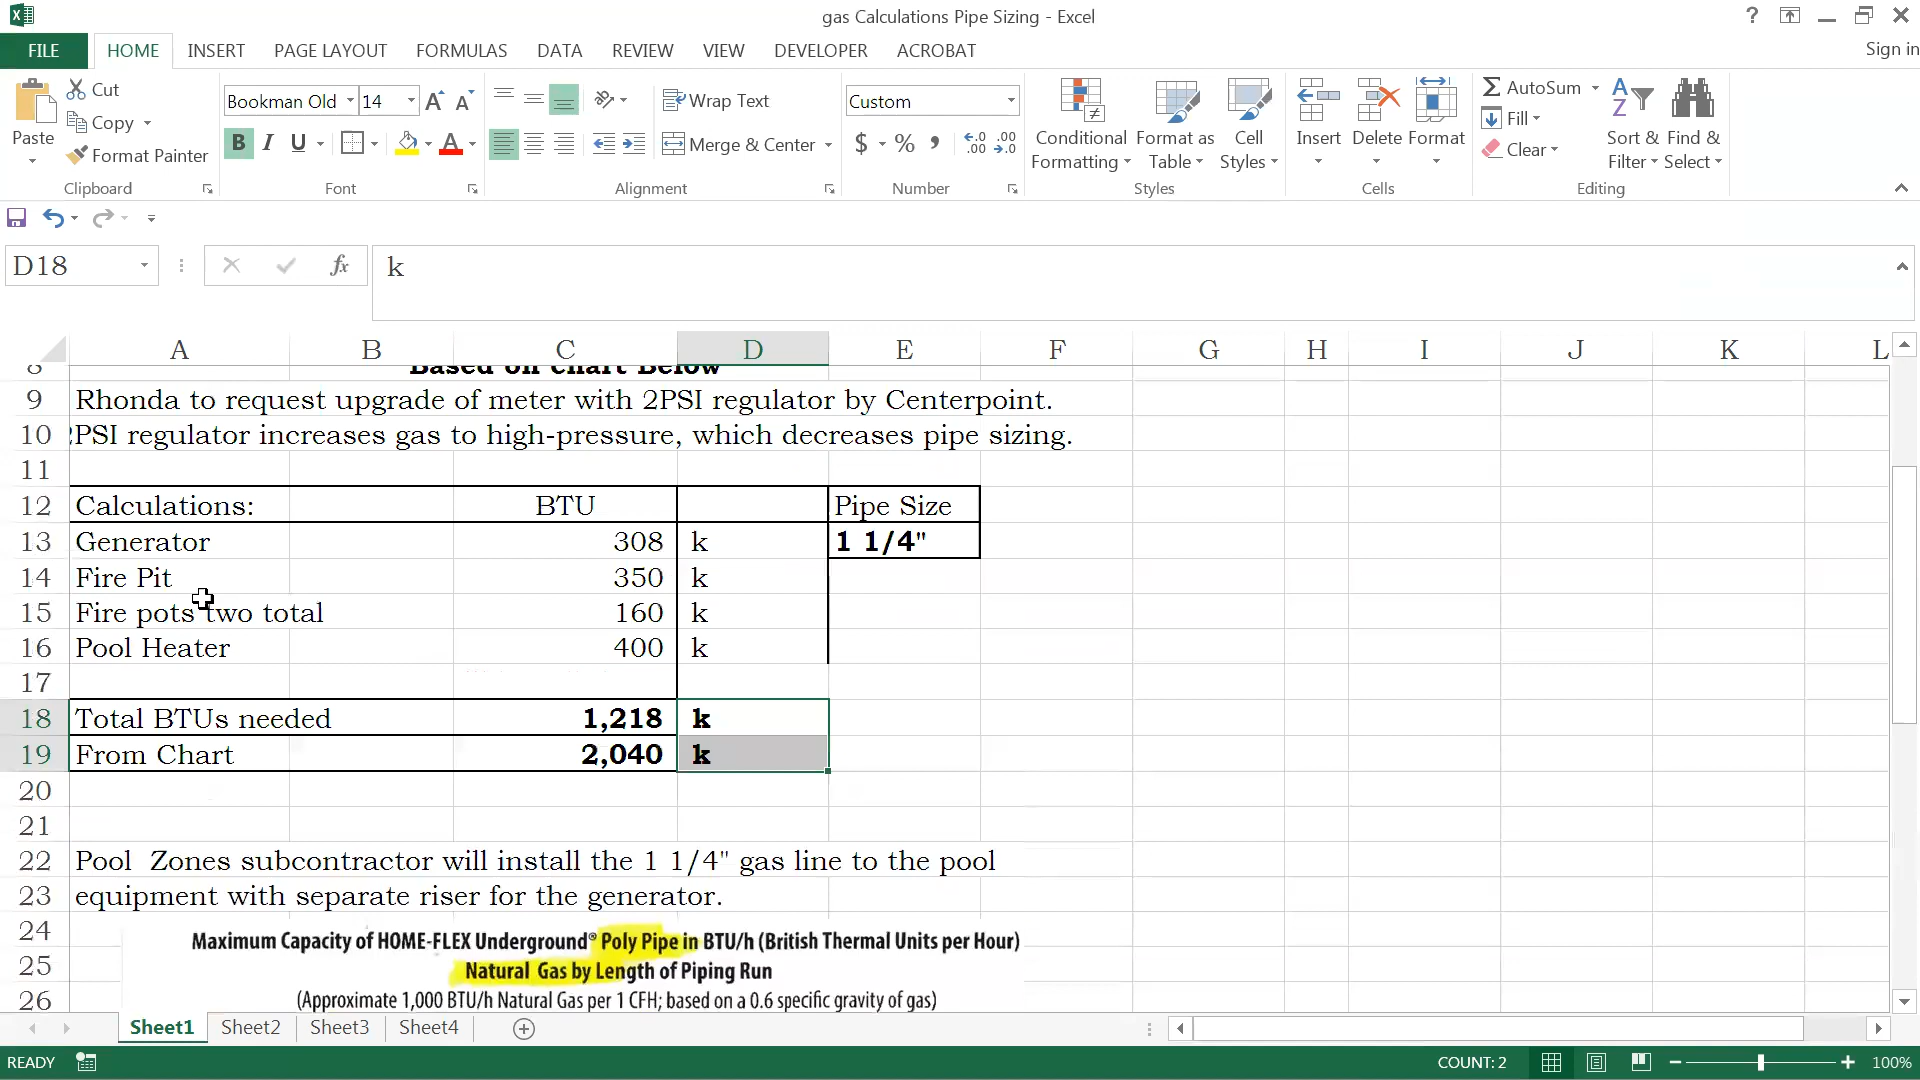 gas Calculations Pipe Sizing - Excel
? 
Sign in
FILE HOME INSERT PAGE LAYOUT FORMULAS DATA REVIEW VIEW DEVELOPER ACROBAT
Paste
Cut
Copy
Format Painter
Clipboard
Bookman Old 14
B I U
Font
Wrap Text
Merge & Center
Alignment
Custom
$ % ,
Number
Conditional Formatting
Format as Table
Cell Styles
Styles
Insert Delete Format
Cells
AutoSum
Fill
Clear
Sort & Filter
Find & Select
Editing
D18 fx k
A B C D E F G H I J K L
8 Based on Chart Below
9 Rhonda to request upgrade of meter with 2PSI regulator by Centerpoint.
10 2PSI regulator increases gas to high-pressure, which decreases pipe sizing.
11
12 Calculations: BTU Pipe Size
13 Generator 308 k 1 1/4"
14 Fire Pit 350 k
15 Fire pots two total 160 k
16 Pool Heater 400 k
17
18 Total BTUs needed 1,218 k
19 From Chart 2,040 k
20
21
22 Pool Zones subcontractor will install the 1 1/4" gas line to the pool
23 equipment with separate riser for the generator.
24 Maximum Capacity of HOME-FLEX Underground® Poly Pipe in BTU/h (British Thermal Units per Hour)
25 Natural Gas by Length of Piping Run
26 (Approximate 1,000 BTU/h Natural Gas per 1 CFH; based on a 0.6 specific gravity of gas)
Sheet1 Sheet2 Sheet3 Sheet4
READY COUNT: 2 100%